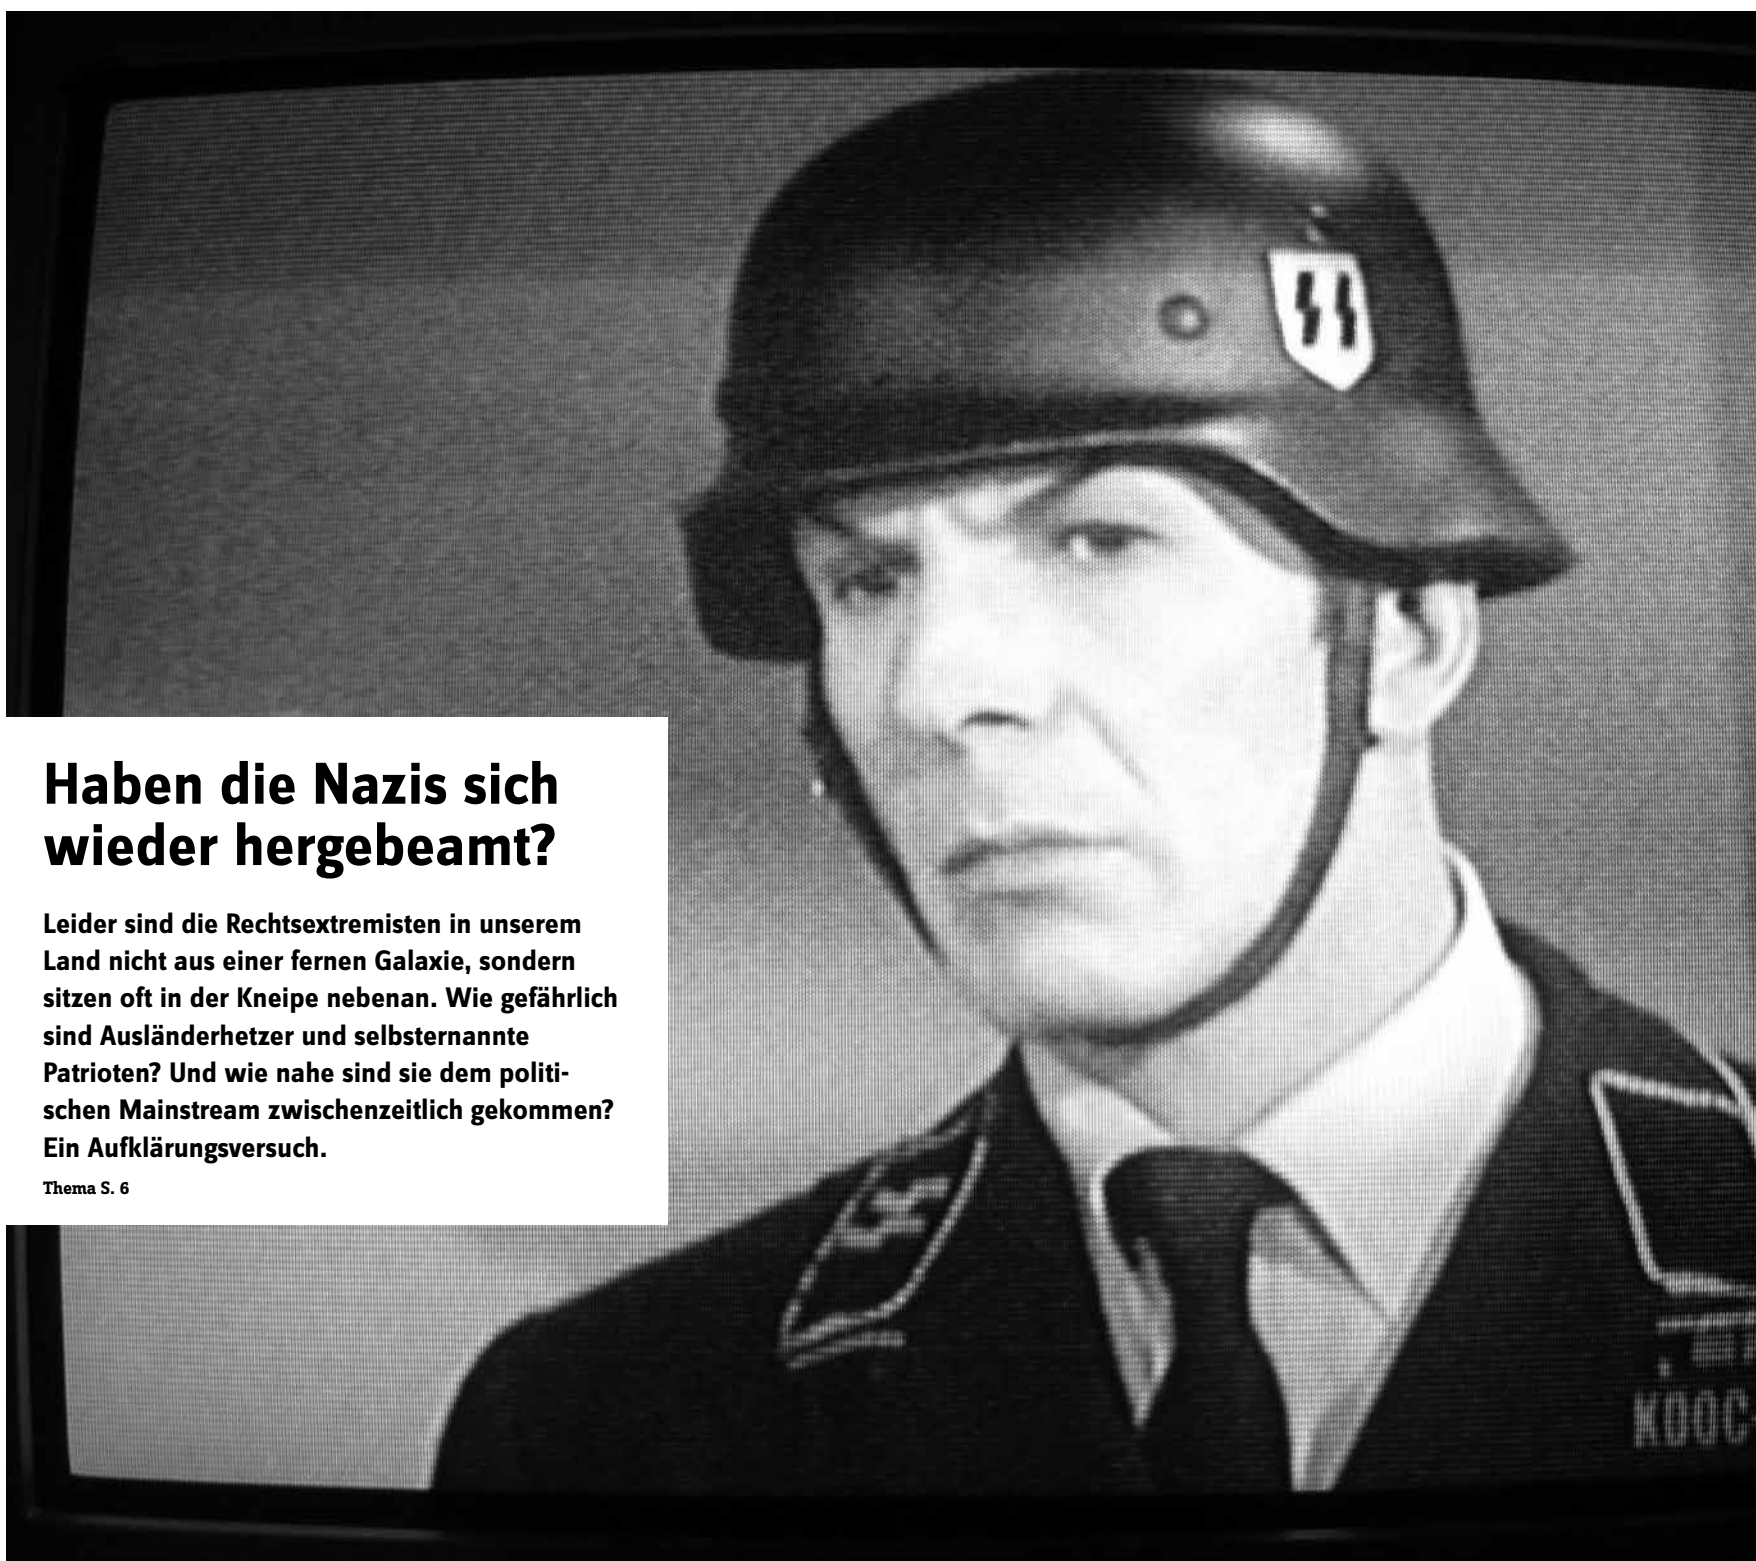 Haben die Nazis sich
wieder hergebeamt?
Leider sind die Rechtsextremisten in unserem
Land nicht aus einer fernen Galaxie, sondern
sitzen oft in der Kneipe nebenan. Wie gefährlich
sind Ausländerhetzer und selbsternannte
Patrioten? Und wie nahe sind sie dem politi-
schen Mainstream zwischenzeitlich gekommen?
Ein Aufklärungsversuch.
Thema S. 6
KOOC